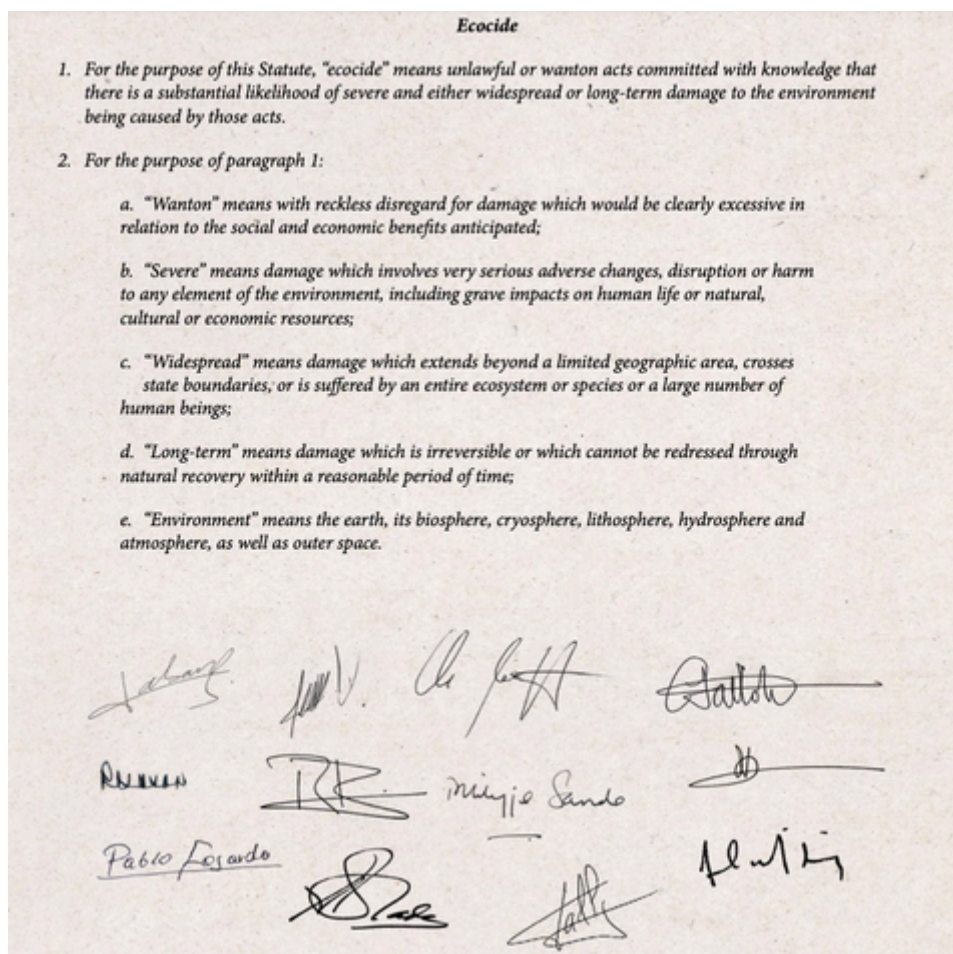 Ecocide
1. For the purpose of this Statute, “ecocide” means unlawful or wanton acts committed with knowledge that
there is a substantial likelihood of severe and either widespread or long-term damage to the environment
being caused by those acts.
2. For the purpose of paragraph 1:
a. “Wanton” means with reckless disregard for damage which would be clearly excessive in
relation to the social and economic benefits anticipated;
b. “Severe” means damage which involves very serious adverse changes, disruption or harm
to any element of the environment, including grave impacts on human life or natural,
cultural or economic resources;
c. “Widespread” means damage which extends beyond a limited geographic area, crosses
state boundaries, or is suffered by an entire ecosystem or species or a large number of
human beings;
d. “Long-term” means damage which is irreversible or which cannot be redressed through
natural recovery within a reasonable period of time;
e. “Environment” means the earth, its biosphere, cryosphere, lithosphere, hydrosphere and
atmosphere, as well as outer space.
Pablo